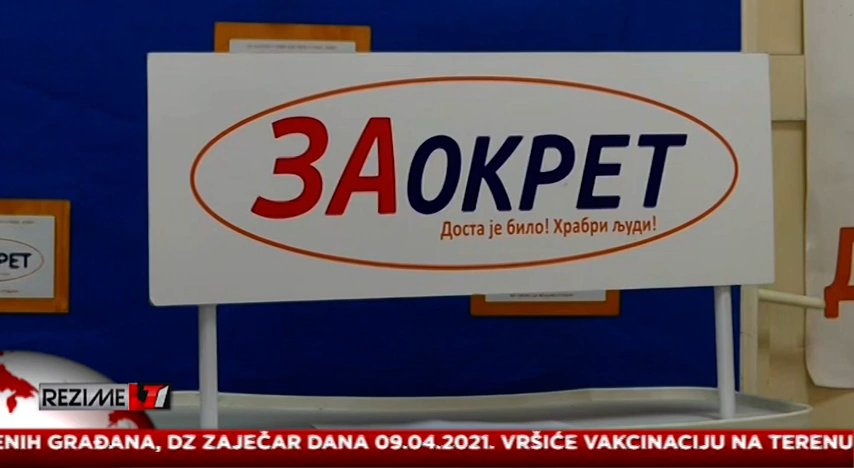 ЗАОКРЕТ
Доста је било! Храбри људи!
РЕТ
Д
REZIME
ENIH GRAĐANA, DZ ZAJEČAR DANA 09.04.2021. VRŠIĆE VAKCINACIJU NA TERENU